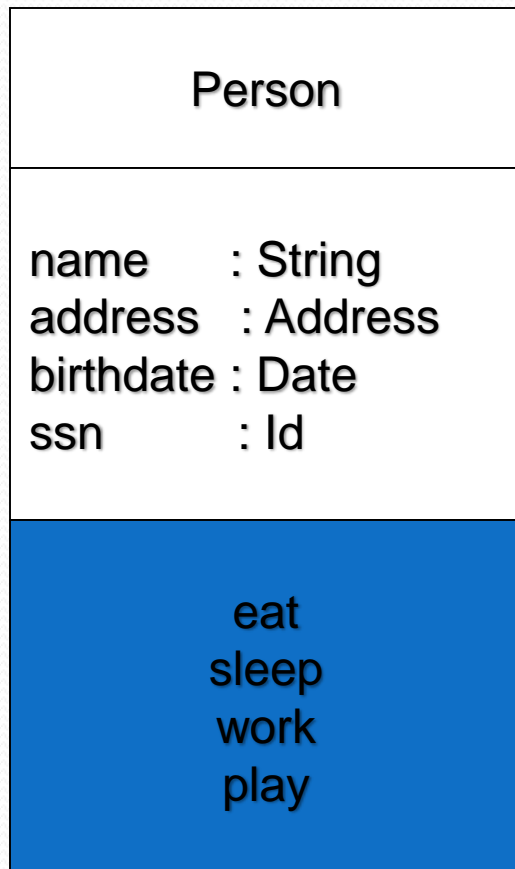 Person
name : String
address : Address
birthdate : Date
ssn : Id
eat
sleep
work
play